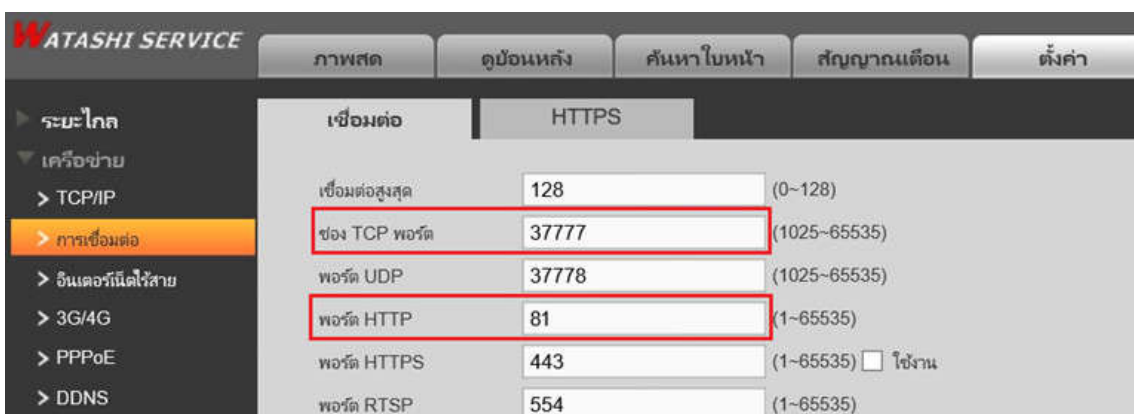 WATASHI SERVICE
ภาพสด ดูย้อนหลัง ค้นหาใบหน้า สัญญาณเตือน ตั้งค่า
ระยะไกล
เครือข่าย
> TCP/IP
> การเชื่อมต่อ
> อินเตอร์เน็ตไร้สาย
> 3G/4G
> PPPoE
> DDNS
เชื่อมต่อ HTTPS
เชื่อมต่อสูงสุด 128 (0~128)
ช่อง TCP พอร์ต 37777 (1025~65535)
พอร์ต UDP 37778 (1025~65535)
พอร์ต HTTP 81 (1~65535)
พอร์ต HTTPS 443 (1~65535) ใช้งาน
พอร์ต RTSP 554 (1~65535)